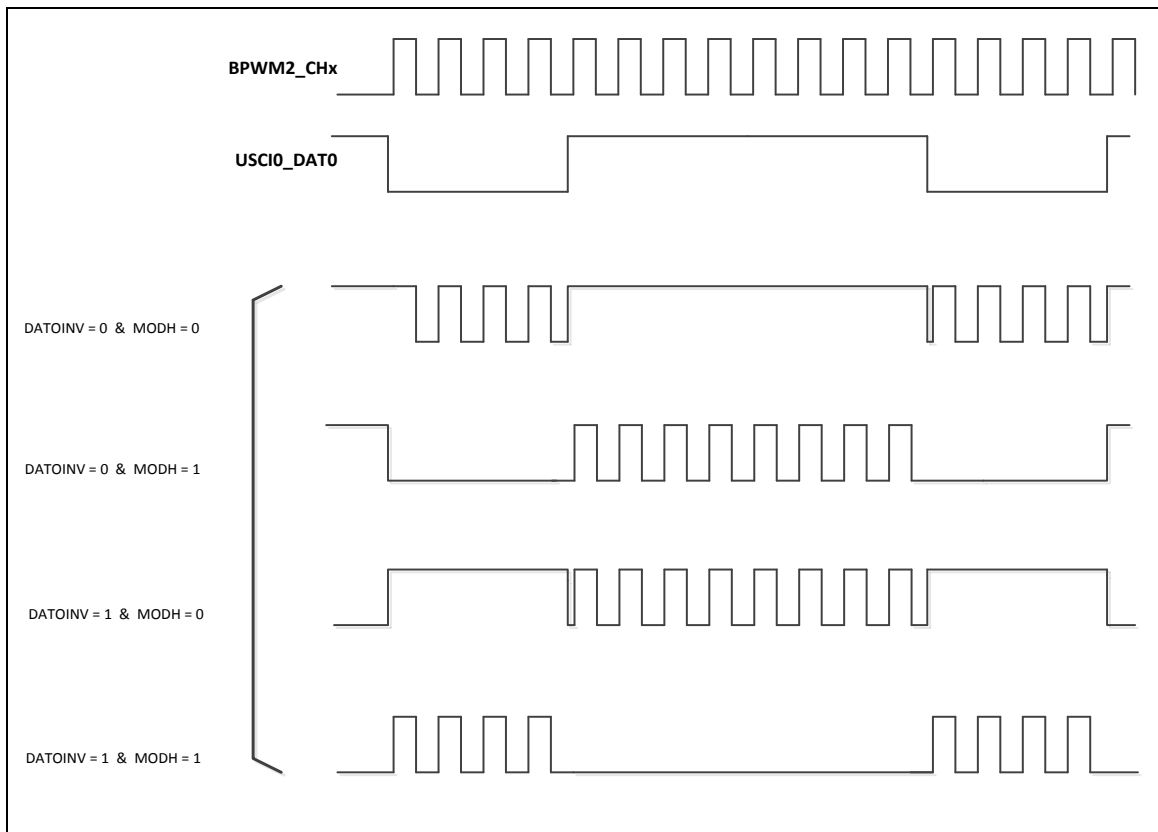 BPWM2_CHx
USCI0_DAT0
DATOINV = 0 & MODH = 0
DATOINV = 0 & MODH = 1
DATOINV = 1 & MODH = 0
DATOINV = 1 & MODH = 1